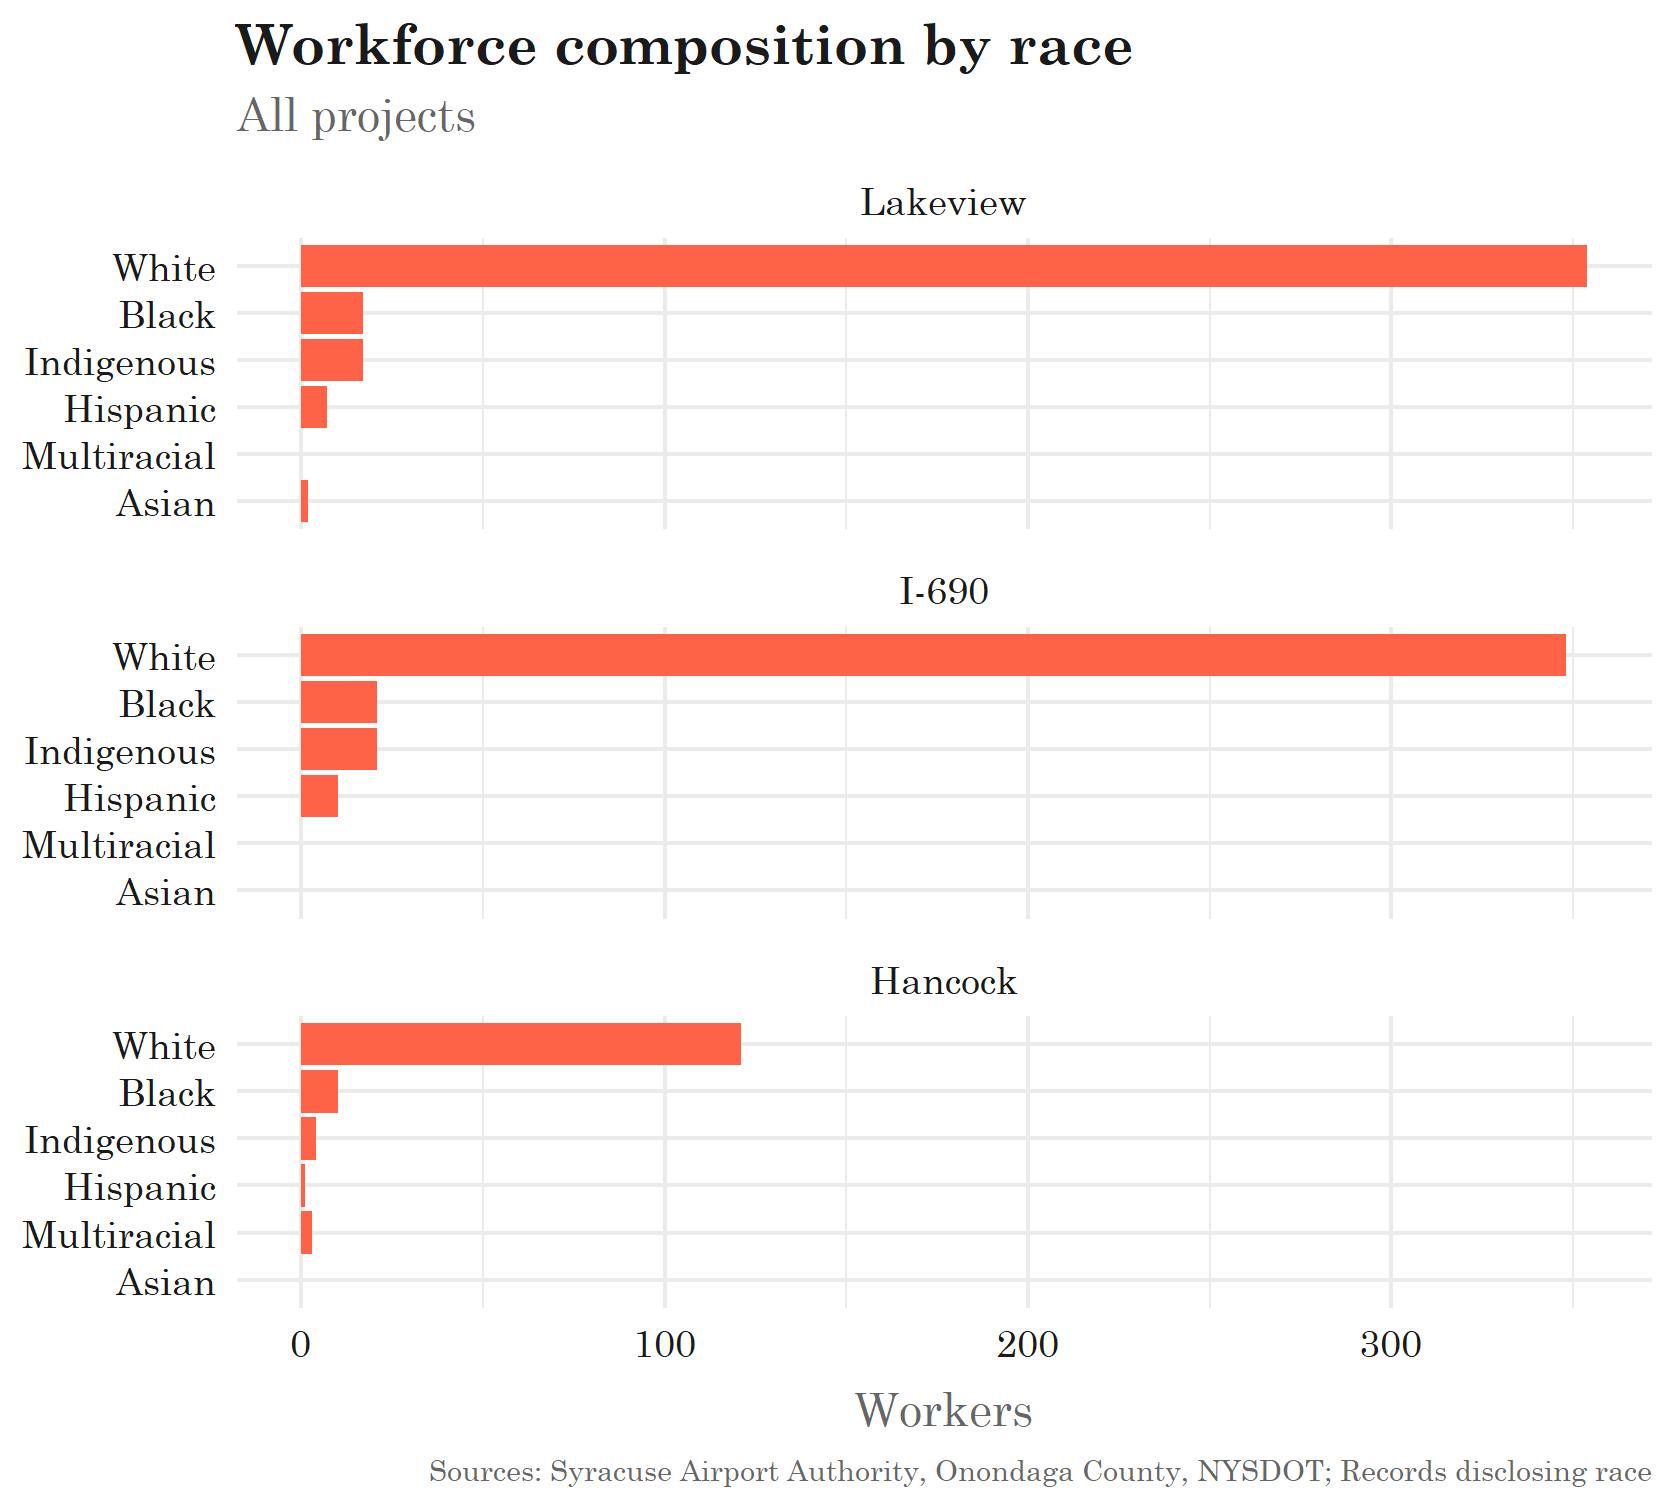 Workforce composition by race
All projects
Lakeview
White
Black
Indigenous
Hispanic
Multiracial
Asian
I-690
White
Black
Indigenous
Hispanic
Multiracial
Asian
Hancock
White
Black
Indigenous
Hispanic
Multiracial
Asian
0 100 200 300
Workers
Sources: Syracuse Airport Authority, Onondaga County, NYSDOT; Records disclosing race